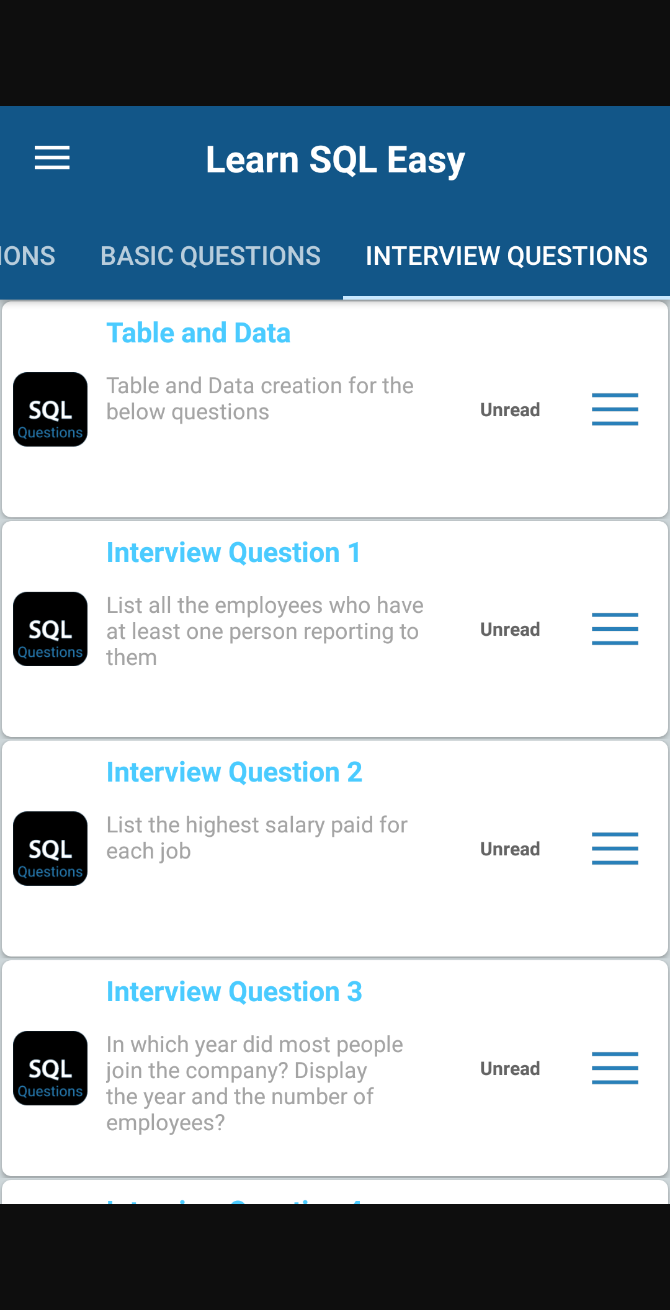 Learn SQL Easy
IONS BASIC QUESTIONS INTERVIEW QUESTIONS
Table and Data
Table and Data creation for the
below questions
SQL
Questions
Unread
Interview Question 1
List all the employees who have
at least one person reporting to
them
SQL
Questions
Unread
Interview Question 2
List the highest salary paid for
each job
SQL
Questions
Unread
Interview Question 3
In which year did most people
join the company? Display
the year and the number of
employees?
SQL
Questions
Unread